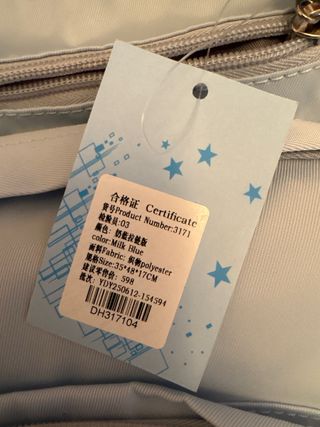 合格证 Certificate
货号Product Number:3171
检验员:03
颜色: 奶蓝拉链版
color:Milk Blue
面料Fabric: 织物polyester
规格Size:35*48*17CM
建议零售价: 598
批次: YDY250612-154594
DH317104